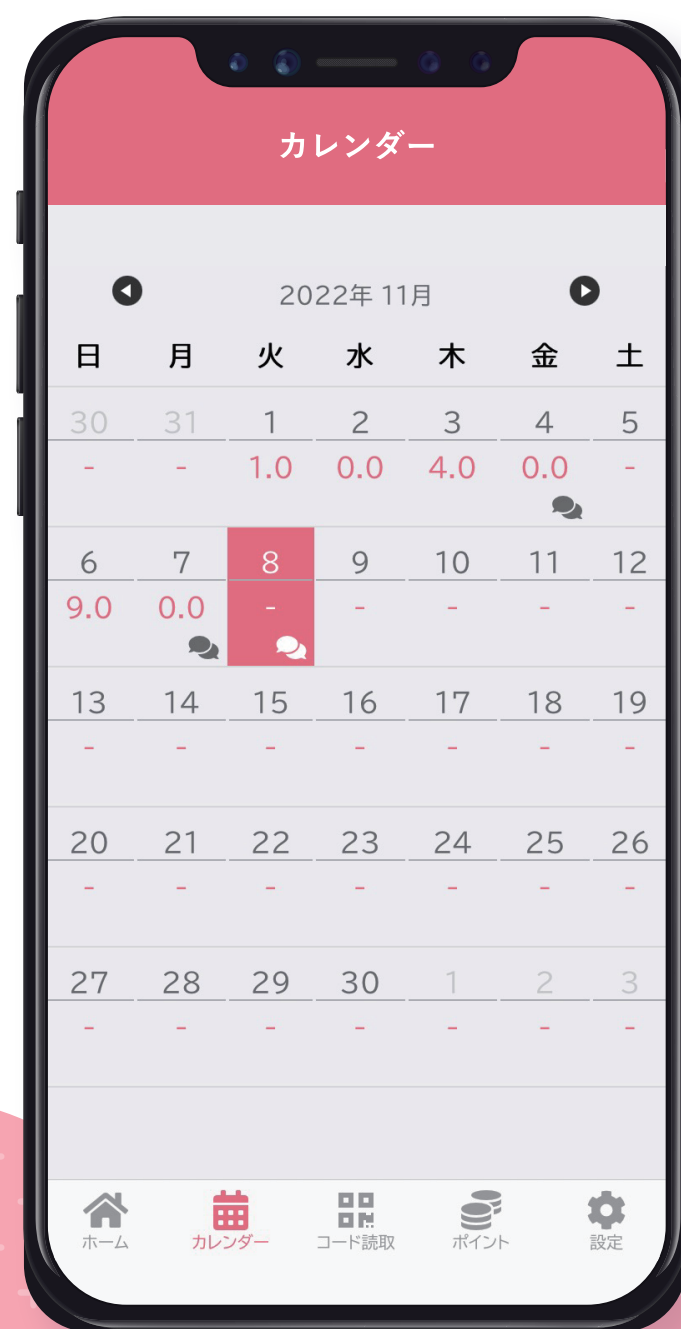 カレンダー
2022年 11月
日 月 火 水 木 金 土
30 31 1 2 3 4 5
- - 1.0 0.0 4.0 0.0 -
6 7 8 9 10 11 12
9.0 0.0 - - - - -
13 14 15 16 17 18 19
- - - - - - -
20 21 22 23 24 25 26
- - - - - - -
27 28 29 30 1 2 3
- - - - - - -
ホーム カレンダー コード読取 ポイント 設定